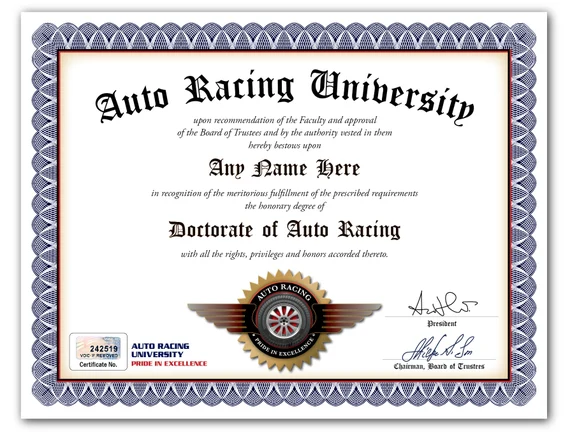 Auto Racing University
upon recommendation of the Faculty and approval
of the Board of Trustees and by the authority vested in them
hereby bestows upon
Any Name Here
in recognition of the meritorious fulfillment of the prescribed requirements
the honorary degree of
Doctorate of Auto Racing
with all the rights, privileges and honors accorded thereto.
AUTO RACING
PRIDE IN EXCELLENCE
President
Chairman, Board of Trustees
242519
VOID IF REMOVED
Certificate No.
AUTO RACING
UNIVERSITY
PRIDE IN EXCELLENCE